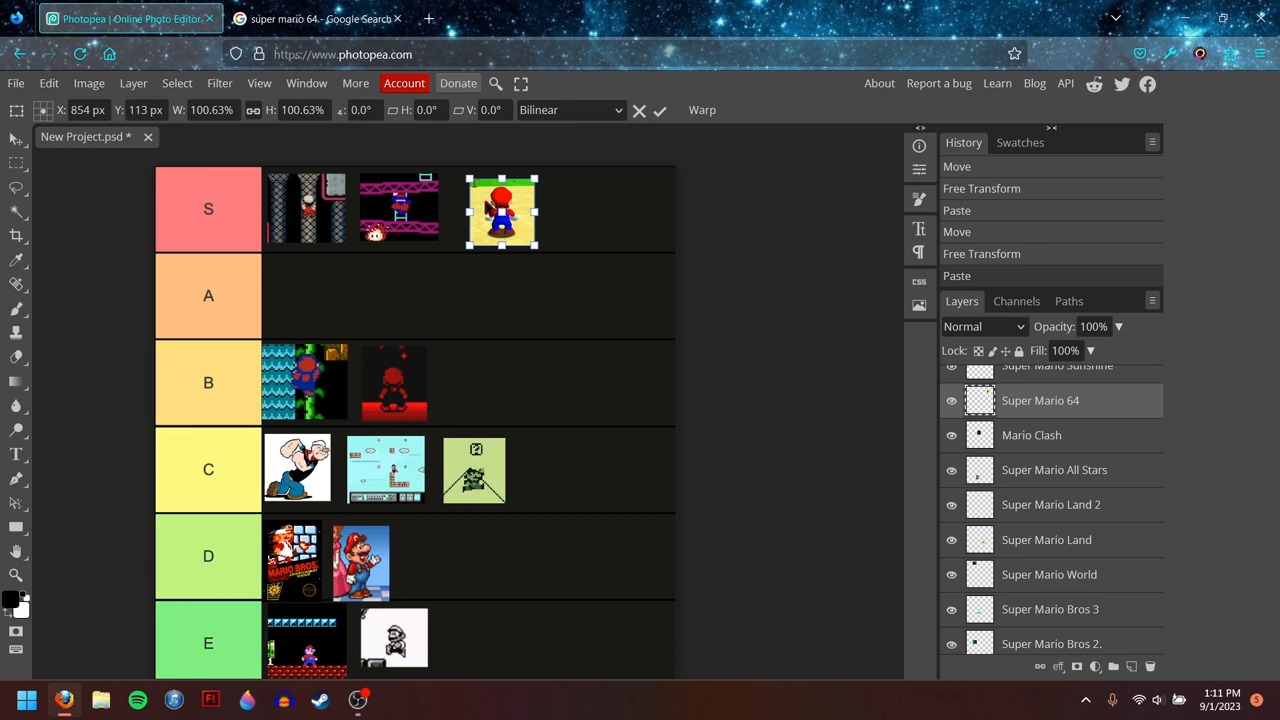 Photopea | Online Photo Editor
super mario 64 - Google Search
https://www.photopea.com
File Edit Image Layer Select Filter View Window More Account Donate
About Report a bug Learn Blog API
X: 854 px Y: 113 px W: 100.63% H: 100.63% 0.0° H: 0.0° V: 0.0° Bilinear Warp
New Project.psd *
History Swatches
Move
Free Transform
Paste
Move
Free Transform
Paste
Layers Channels Paths
Normal Opacity: 100%
Lock: Fill: 100%
Super Mario Sunshine
Super Mario 64
Mario Clash
Super Mario All Stars
Super Mario Land 2
Super Mario Land
Super Mario World
Super Mario Bros 3
Super Mario Bros 2.
CSS
S
A
B
C
D
MARIO BROS.
E
1:11 PM
9/1/2023
5